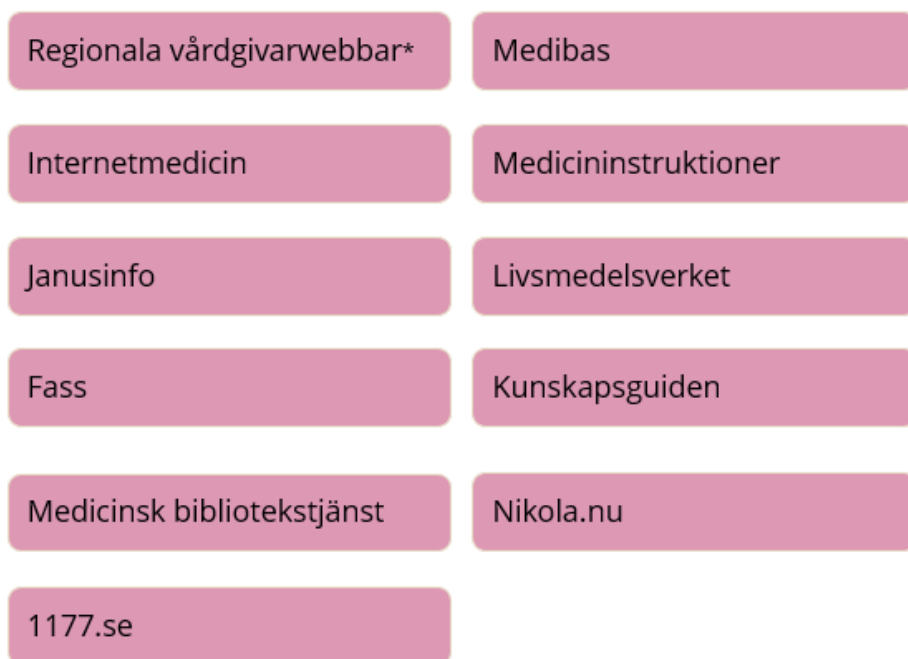 Regionala vårdgivarwebbar*
Medibas
Internetmedicin
Medicininstruktioner
Janusinfo
Livsmedelsverket
Fass
Kunskapsguiden
Medicinsk bibliotekstjänst
Nikola.nu
1177.se